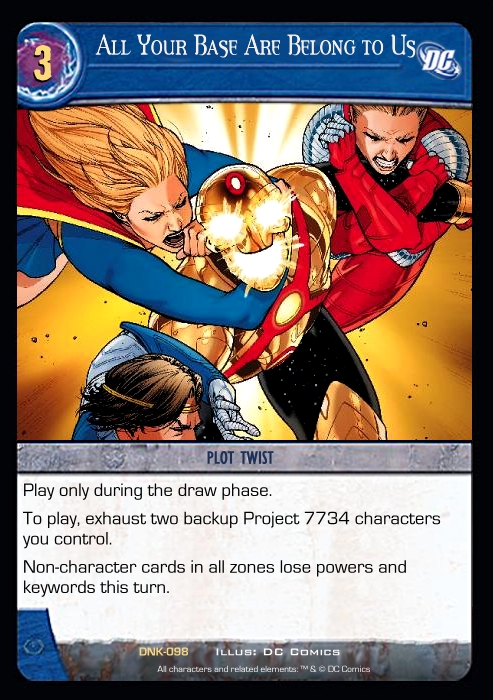 3
All Your Base Are Belong to Us
DC
PLOT TWIST
Play only during the draw phase.
To play, exhaust two backup Project 7734 characters
you control.
Non-character cards in all zones lose powers and
keywords this turn.
DNK-098 Illus: DC Comics
All characters and related elements: ™ & © DC Comics